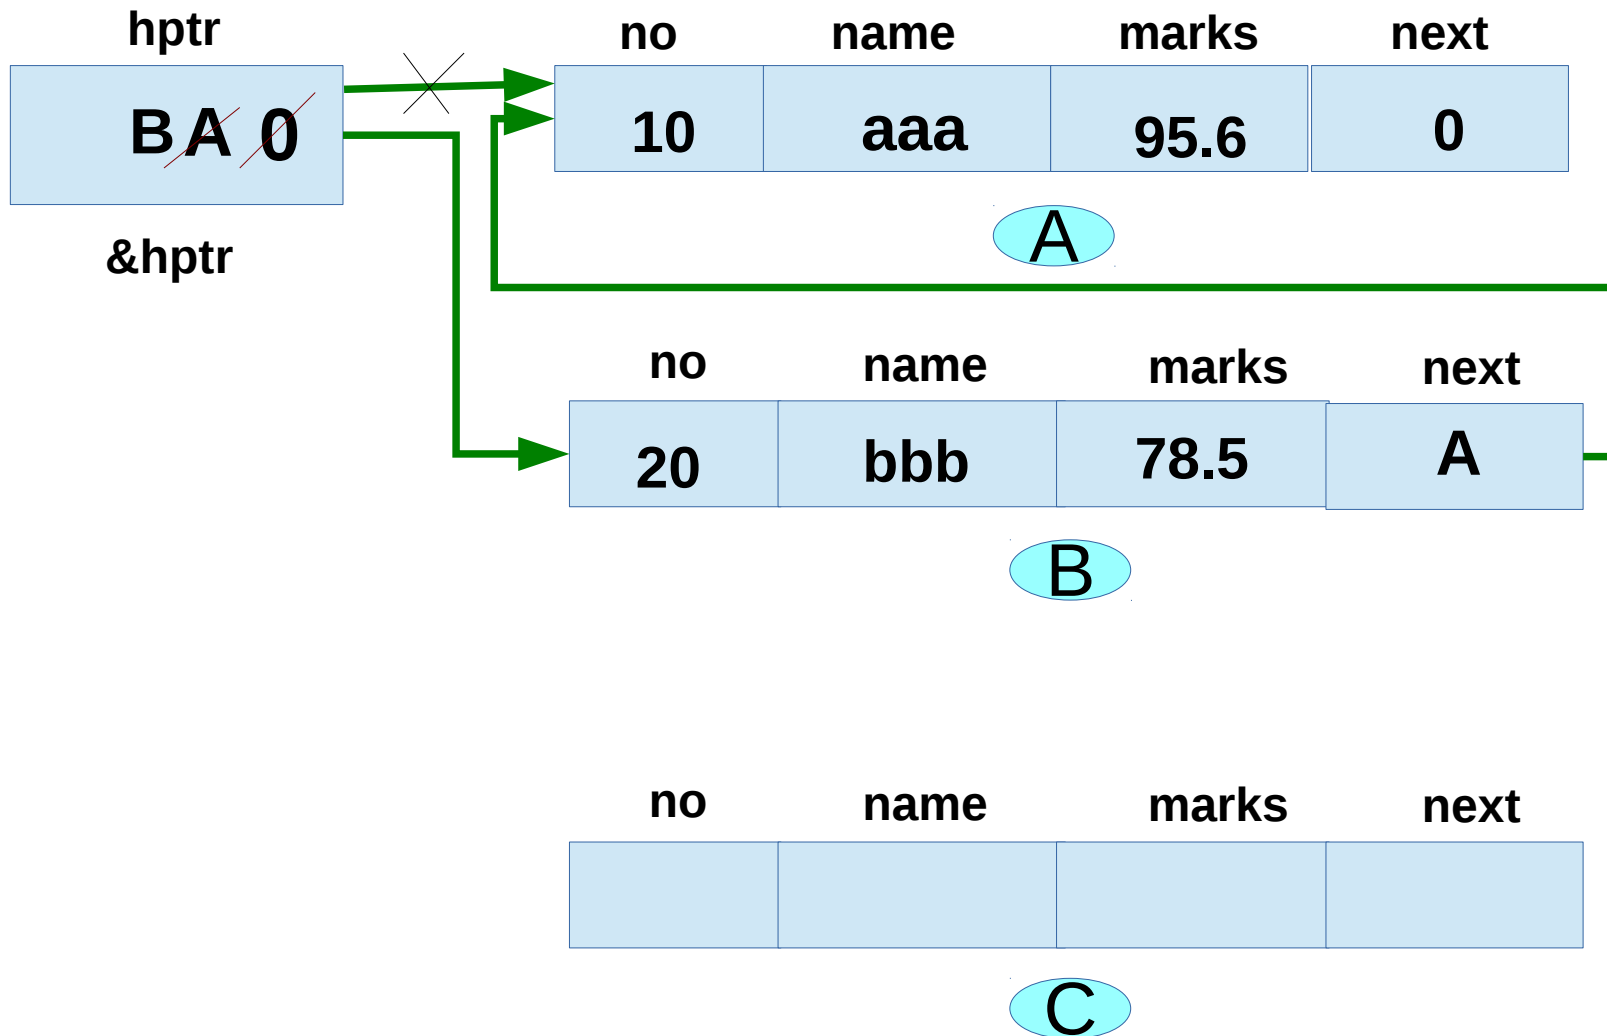 hptr
B A 0
&hptr
no name marks next
10 aaa 95.6 0
A
no name marks next
20 bbb 78.5 A
B
no name marks next
C